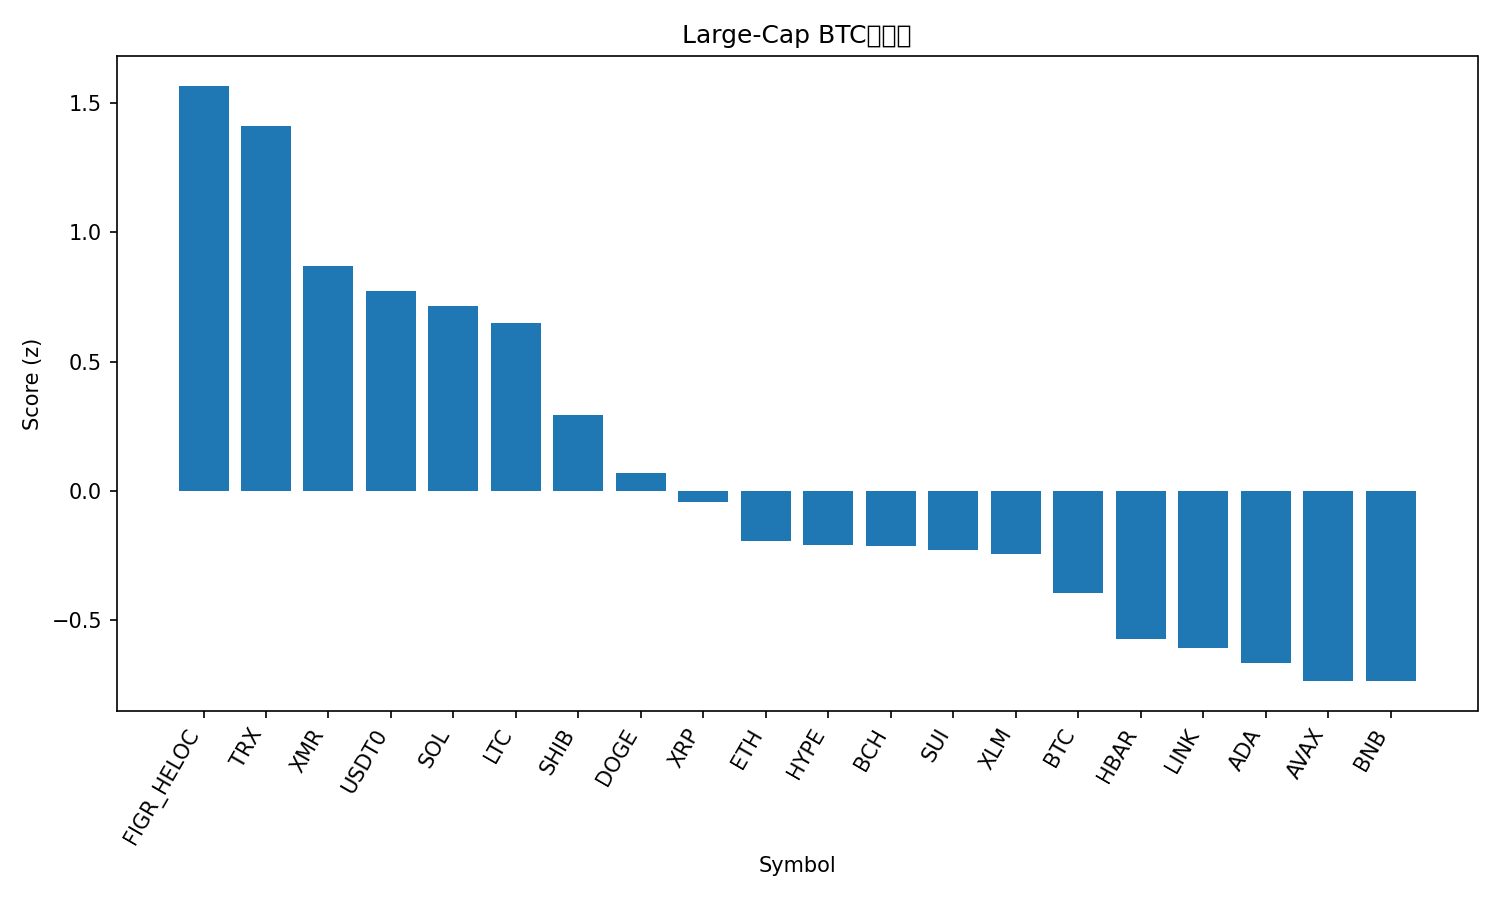 Large-Cap BTC
Score (z)
1.5
1.0
0.5
0.0
−0.5
FIGR_HELOC
TRX
XMR
USDT0
SOL
LTC
SHIB
DOGE
XRP
ETH
HYPE
BCH
SUI
XLM
BTC
HBAR
LINK
ADA
AVAX
BNB
Symbol